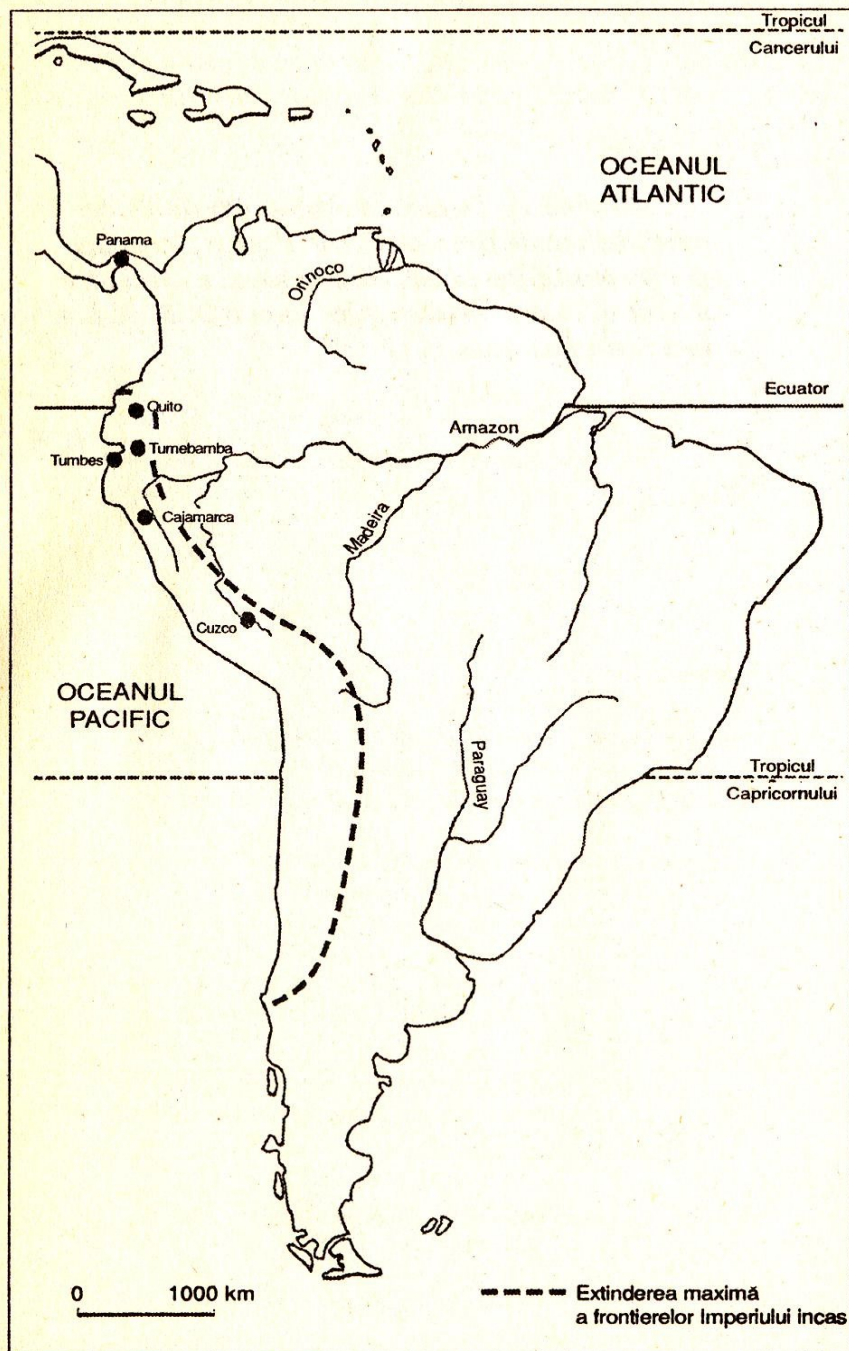 Tropicul
Cancerului
OCEANUL
ATLANTIC
Panama
Orinoco
Ecuator
Quito
Amazon
Tumebamba
Tumbes
Cajamarca
Madeira
Cuzco
OCEANUL
PACIFIC
Paraguay
Tropicul
Capricornului
0 1000 km
Extinderea maximă
a frontierelor Imperiului incas